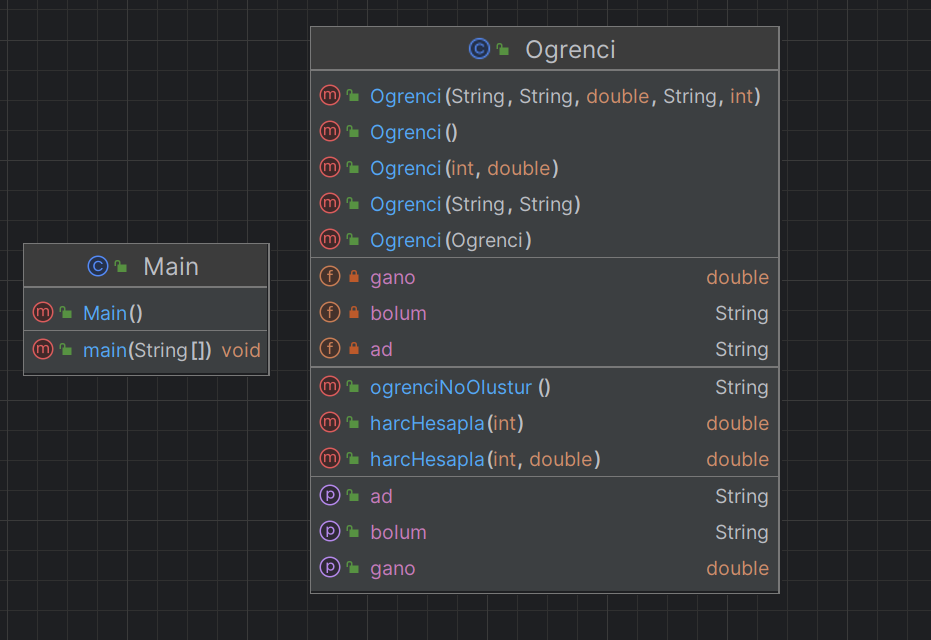 Main
Main()
main(String[]) void
Ogrenci
Ogrenci(String, String, double, String, int)
Ogrenci()
Ogrenci(int, double)
Ogrenci(String, String)
Ogrenci(Ogrenci)
gano double
bolum String
ad String
ogrenciNoOlustur () String
harcHesapla(int) double
harcHesapla(int, double) double
ad String
bolum String
gano double